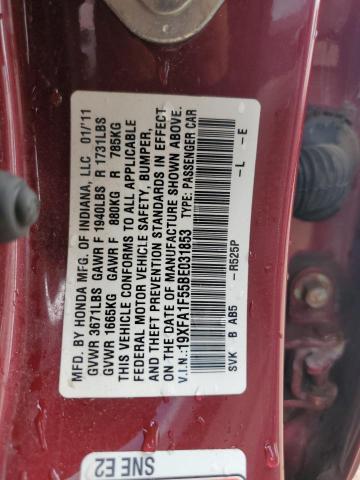 MFD. BY HONDA MFG. OF INDIANA, LLC 01/11
GVWR 3671LBS GAWR F 1940LBS R 1731LBS
GVWR 1665KG GAWR F 880KG R 785KG
THIS VEHICLE CONFORMS TO ALL APPLICABLE
FEDERAL MOTOR VEHICLE SAFETY, BUMPER,
AND THEFT PREVENTION STANDARDS IN EFFECT
ON THE DATE OF MANUFACTURE SHOWN ABOVE.
V.I.N.: 19XFA1F55BE031853 TYPE: PASSENGER CAR
SVK B AB5 -R525P -L -E
SNE E2